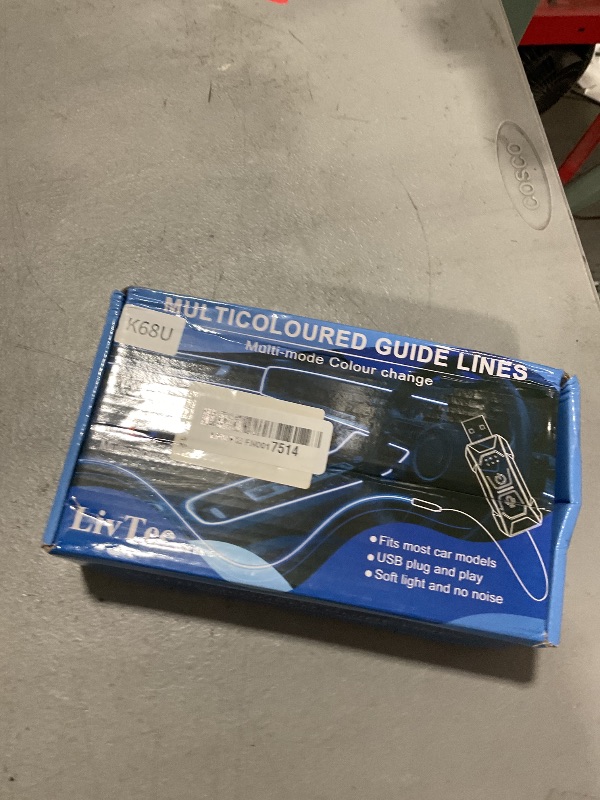 COSCO
MULTICOLOURED GUIDE LINES
Multi-mode Colour change
K68U
7514
LivTee
Fits most car models
USB plug and play
Soft light and no noise